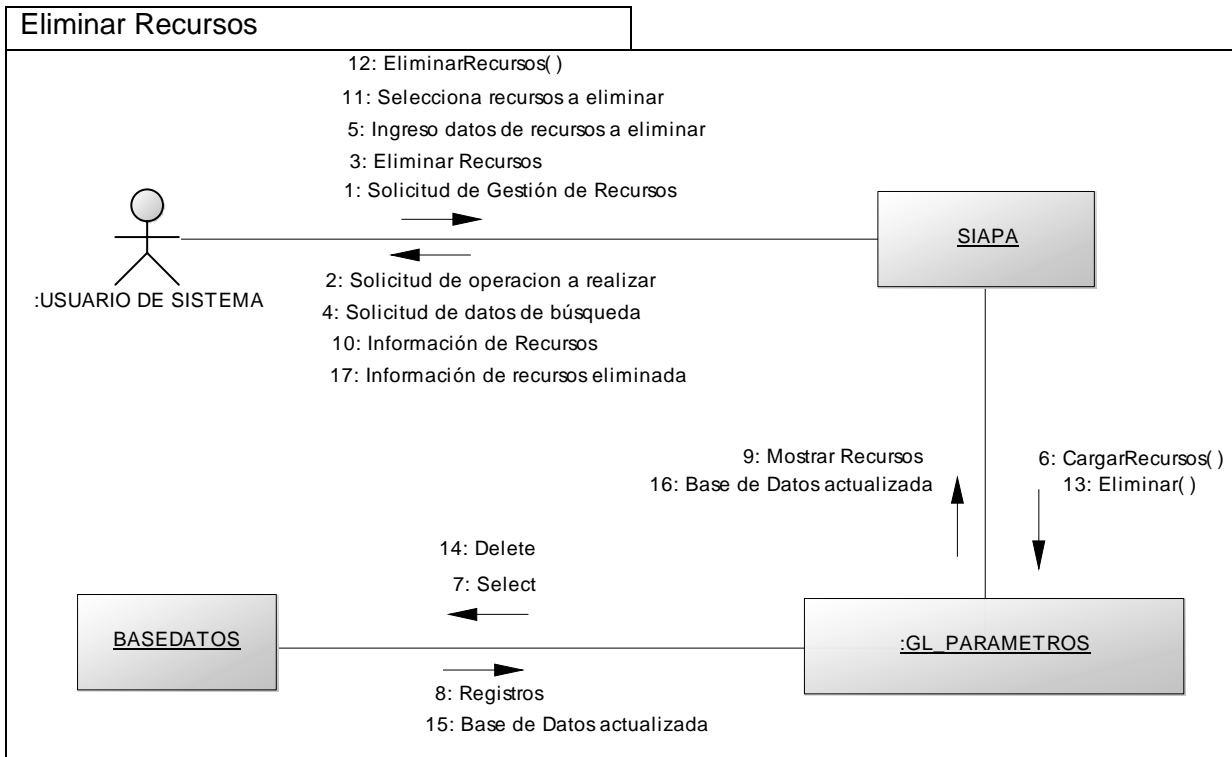 Eliminar Recursos
12: EliminarRecursos( )
11: Selecciona recursos a eliminar
5: Ingreso datos de recursos a eliminar
3: Eliminar Recursos
1: Solicitud de Gestión de Recursos
SIAPA
:USUARIO DE SISTEMA
2: Solicitud de operacion a realizar
4: Solicitud de datos de búsqueda
10: Información de Recursos
17: Información de recursos eliminada
9: Mostrar Recursos
16: Base de Datos actualizada
6: CargarRecursos( )
13: Eliminar( )
14: Delete
7: Select
BASEDATOS
:GL_PARAMETROS
8: Registros
15: Base de Datos actualizada